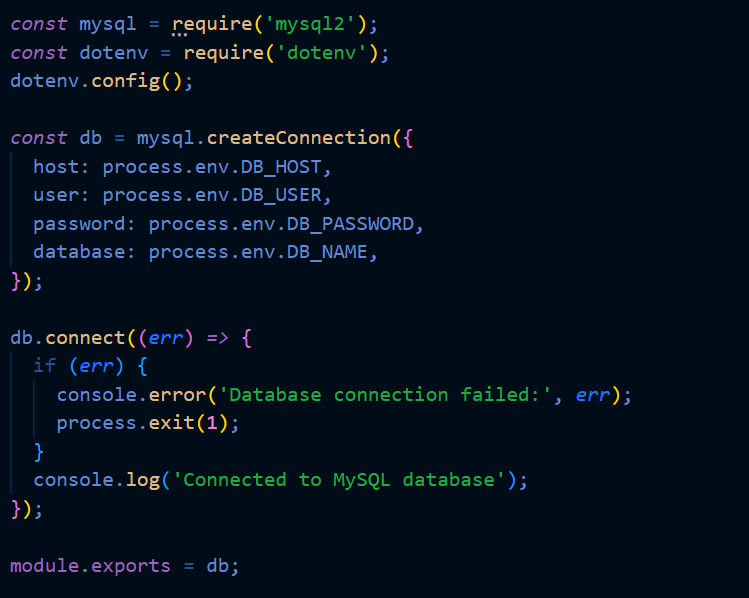 const mysql = require('mysql2');
const dotenv = require('dotenv');
dotenv.config();

const db = mysql.createConnection({
  host: process.env.DB_HOST,
  user: process.env.DB_USER,
  password: process.env.DB_PASSWORD,
  database: process.env.DB_NAME,
});

db.connect((err) => {
  if (err) {
    console.error('Database connection failed:', err);
    process.exit(1);
  }
  console.log('Connected to MySQL database');
});

module.exports = db;